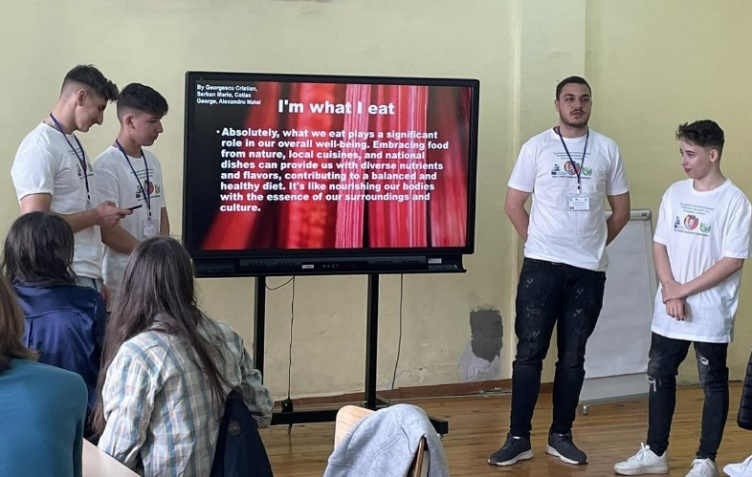 By Georgescu Cristian,
Serban Mario, Cotlac
George, Alexandru Matei
I'm what I eat
• Absolutely, what we eat plays a significant
role in our overall well-being. Embracing food
from nature, local cuisines, and national
dishes can provide us with diverse nutrients
and flavors, contributing to a balanced and
healthy diet. It's like nourishing our bodies
with the essence of our surroundings and
culture.